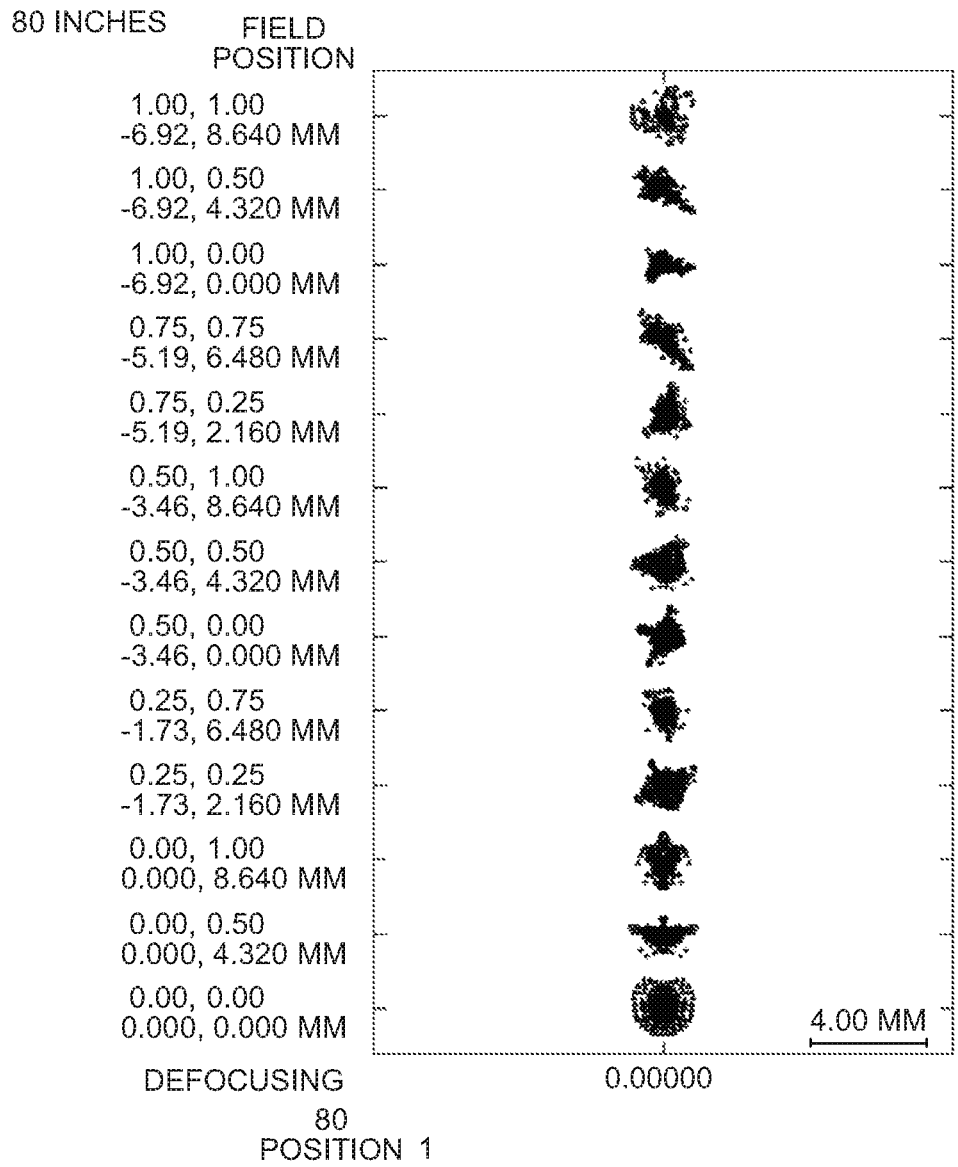 80 INCHES
FIELD
POSITION
1.00, 1.00
-6.92, 8.640 MM
1.00, 0.50
-6.92, 4.320 MM
1.00, 0.00
-6.92, 0.000 MM
0.75, 0.75
-5.19, 6.480 MM
0.75, 0.25
-5.19, 2.160 MM
0.50, 1.00
-3.46, 8.640 MM
0.50, 0.50
-3.46, 4.320 MM
0.50, 0.00
-3.46, 0.000 MM
0.25, 0.75
-1.73, 6.480 MM
0.25, 0.25
-1.73, 2.160 MM
0.00, 1.00
0.000, 8.640 MM
0.00, 0.50
0.000, 4.320 MM
0.00, 0.00
0.000, 0.000 MM
4.00 MM
DEFOCUSING 0.00000
80
POSITION 1